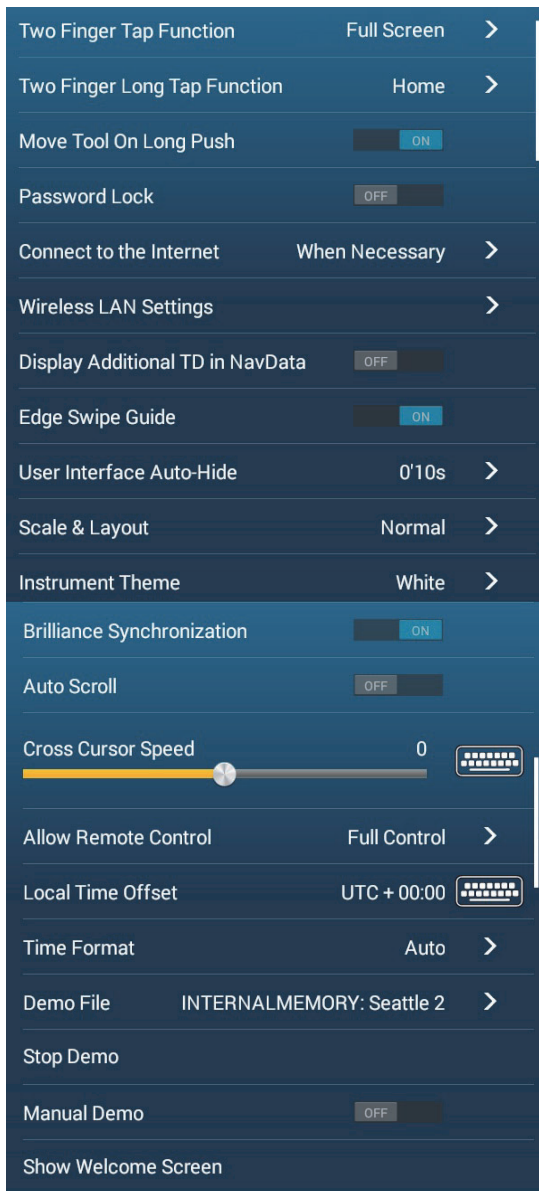 Two Finger Tap Function Full Screen
Two Finger Long Tap Function Home
Move Tool On Long Push ON
Password Lock OFF
Connect to the Internet When Necessary
Wireless LAN Settings
Display Additional TD in NavData OFF
Edge Swipe Guide ON
User Interface Auto-Hide 0'10s
Scale & Layout Normal
Instrument Theme White
Brilliance Synchronization ON
Auto Scroll OFF
Cross Cursor Speed 0
Allow Remote Control Full Control
Local Time Offset UTC + 00:00
Time Format Auto
Demo File INTERNALMEMORY: Seattle 2
Stop Demo
Manual Demo OFF
Show Welcome Screen